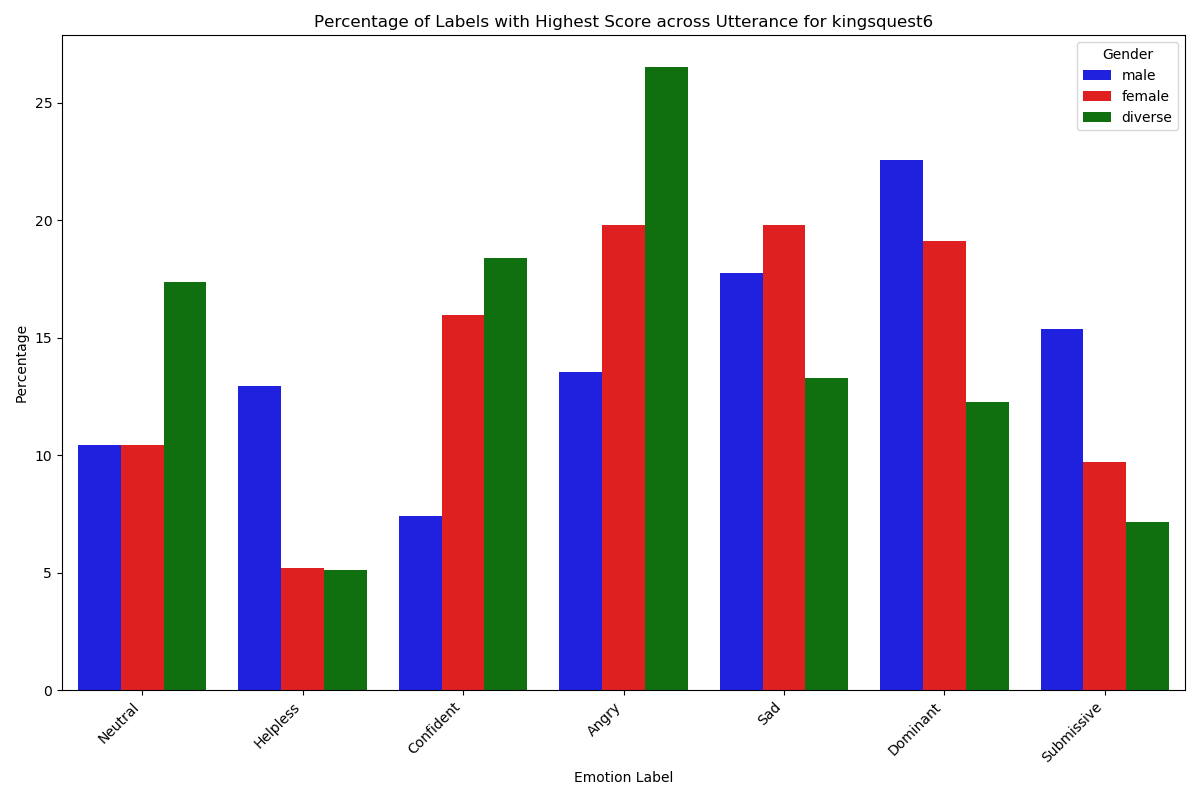 Percentage of Labels with Highest Score across Utterance for kingsquest6
Gender
male
female
diverse
Percentage
25
20
15
10
5
0
Neutral
Helpless
Confident
Angry
Sad
Dominant
Submissive
Emotion Label